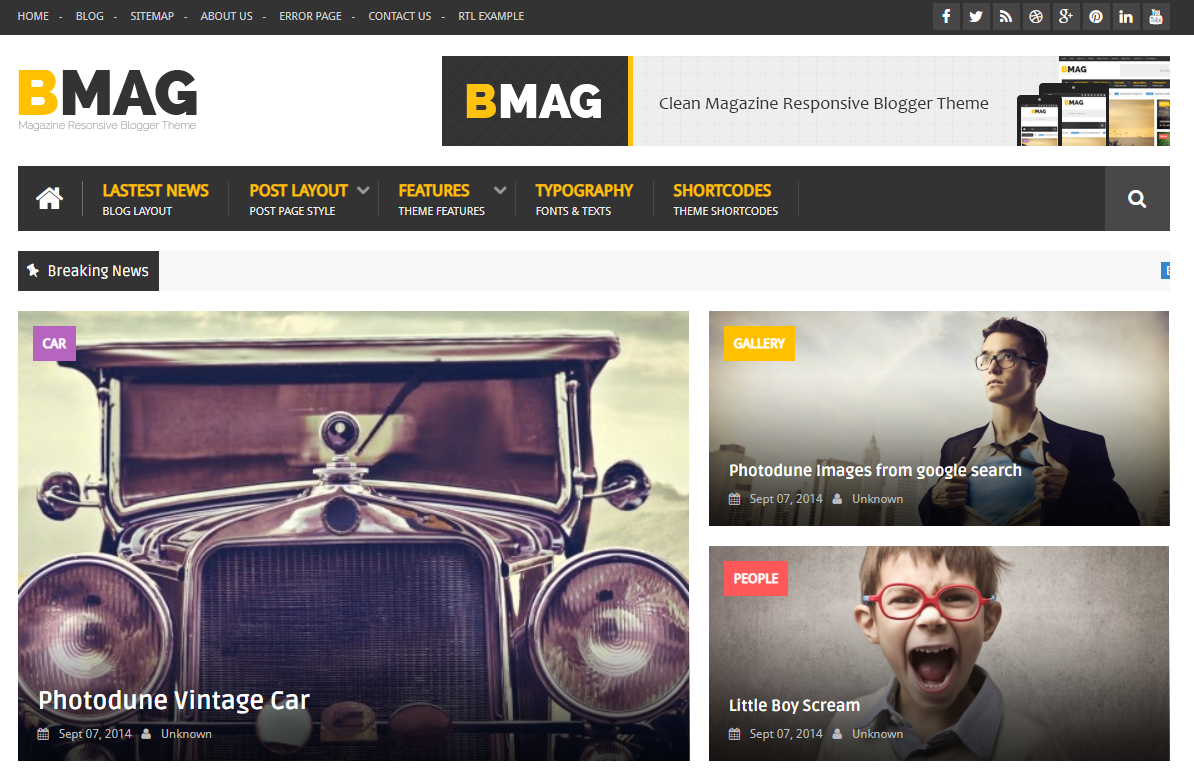 HOME - BLOG - SITEMAP - ABOUT US - ERROR PAGE - CONTACT US - RTL EXAMPLE
BMAG
Magazine Resonsive Blogger Theme
BMAG
Clean Magazine Responsive Blogger Theme
BMAG
BMAG
BMAG
LASTEST NEWS
BLOG LAYOUT
POST LAYOUT
POST PAGE STYLE
FEATURES
THEME FEATURES
TYPOGRAPHY
FONTS & TEXTS
SHORTCODES
THEME SHORTCODES
Breaking News
CAR
Photodune Vintage Car
Sept 07, 2014 Unknown
GALLERY
Photodune Images from google search
Sept 07, 2014 Unknown
PEOPLE
Little Boy Scream
Sept 07, 2014 Unknown